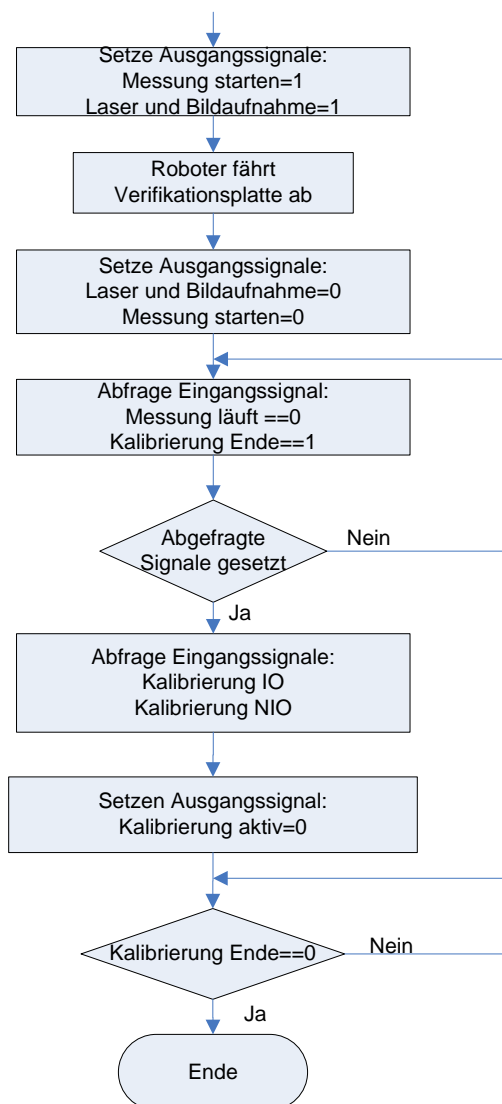 Setze Ausgangssignale:
Messung starten=1
Laser und Bildaufnahme=1
Roboter fährt
Verifikationsplatte ab
Setze Ausgangssignale:
Laser und Bildaufnahme=0
Messung starten=0
Abfrage Eingangssignal:
Messung läuft ==0
Kalibrierung Ende==1
Abgefragte
Signale gesetzt
Nein
Ja
Abfrage Eingangssignale:
Kalibrierung IO
Kalibrierung NIO
Setzen Ausgangssignal:
Kalibrierung aktiv=0
Kalibrierung Ende==0
Nein
Ja
Ende